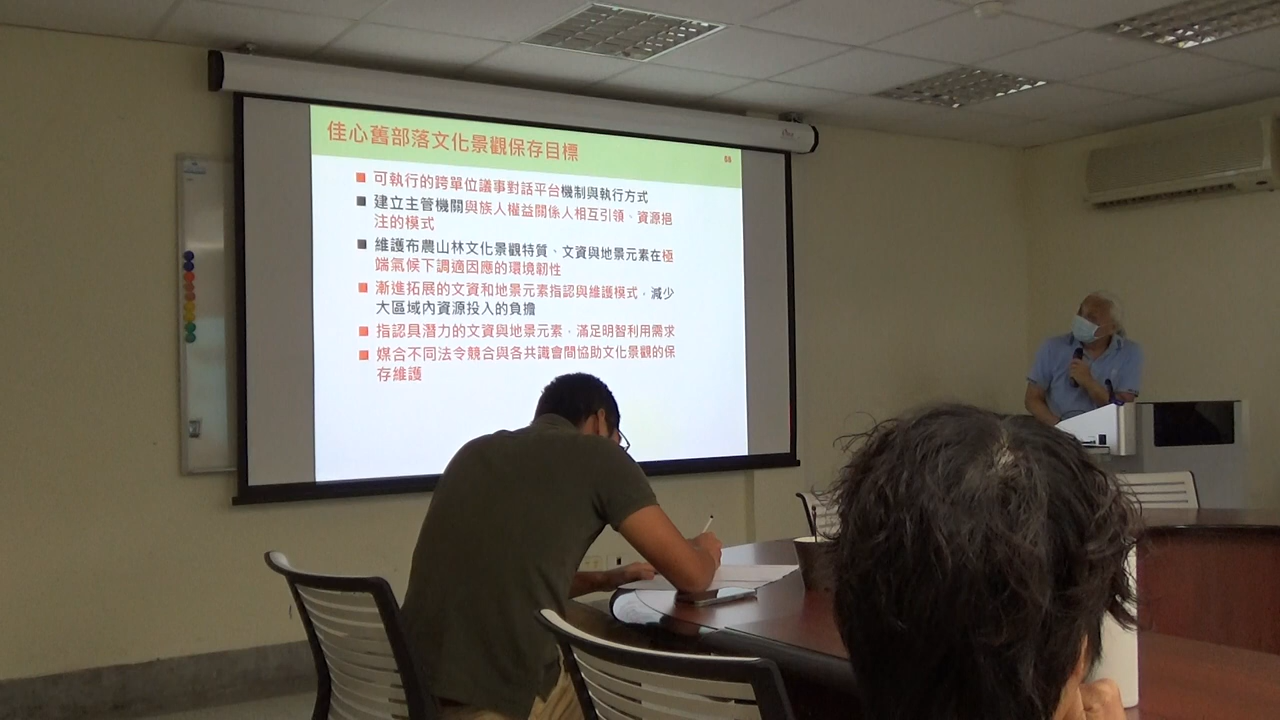 佳心舊部落文化景觀保存目標
08
可執行的跨單位議事對話平台機制與執行方式
建立主管機關與族人權益關係人相互引領、資源挹
注的模式
維護布農山林文化景觀特質、文資與地景元素在極
端氣候下調適因應的環境韌性
漸進拓展的文資和地景元素指認與維護模式，減少
大區域內資源投入的負擔
指認具潛力的文資與地景元素，滿足明智利用需求
媒合不同法令競合與各共識會間協助文化景觀的保
存維護